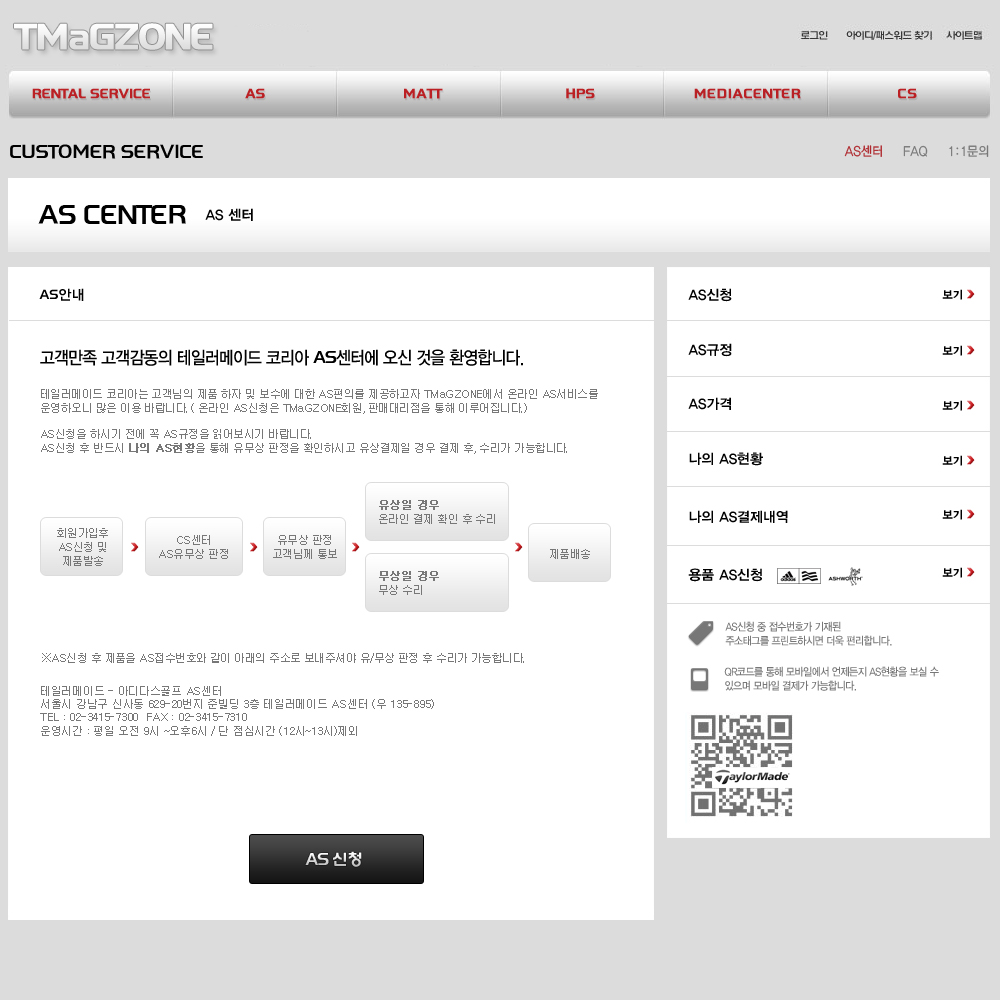 TMaGZONE
로그인 아이디/패스워드 찾기 사이트맵
RENTAL SERVICE AS MATT HPS MEDIACENTER CS
CUSTOMER SERVICE
AS센터 FAQ 1:1문의
AS CENTER AS 센터
AS안내
고객만족 고객감동의 테일러메이드 코리아 AS센터에 오신 것을 환영합니다.
테일러메이드 코리아는 고객님의 제품 하자 및 보수에 대한 AS편의를 제공하고자 TMaGZONE에서 온라인 AS서비스를
운영하오니 많은 이용 바랍니다. ( 온라인 AS신청은 TMaGZONE회원, 판매대리점을 통해 이루어집니다.)
AS신청을 하시기 전에 꼭 AS규정을 읽어보시기 바랍니다.
AS신청 후 반드시 나의 AS현황을 통해 유무상 판정을 확인하시고 유상결제일 경우 결제 후, 수리가 가능합니다.
회원가입후
AS신청 및
제품발송
CS센터
AS유무상 판정
유무상 판정
고객님께 통보
유상일 경우
온라인 결제 확인 후 수리
무상일 경우
무상 수리
제품배송
※AS신청 후 제품을 AS접수번호와 같이 아래의 주소로 보내주셔야 유/무상 판정 후 수리가 가능합니다.
테일러메이드 - 아디다스골프 AS센터
서울시 강남구 신사동 629-20번지 준빌딩 3층 테일러메이드 AS센터 (우 135-895)
TEL : 02-3415-7300 FAX : 02-3415-7310
운영시간 : 평일 오전 9시 ~오후6시 / 단 점심시간 (12시~13시)제외
AS 신청
AS신청 보기
AS규정 보기
AS가격 보기
나의 AS현황 보기
나의 AS결제내역 보기
용품 AS신청 adidas ASHWORTH 보기
AS신청 중 접수번호가 기재된
주소태그를 프린트하시면 더욱 편리합니다.
QR코드를 통해 모바일에서 언제든지 AS현황을 보실 수
있으며 모바일 결제가 가능합니다.
TaylorMade